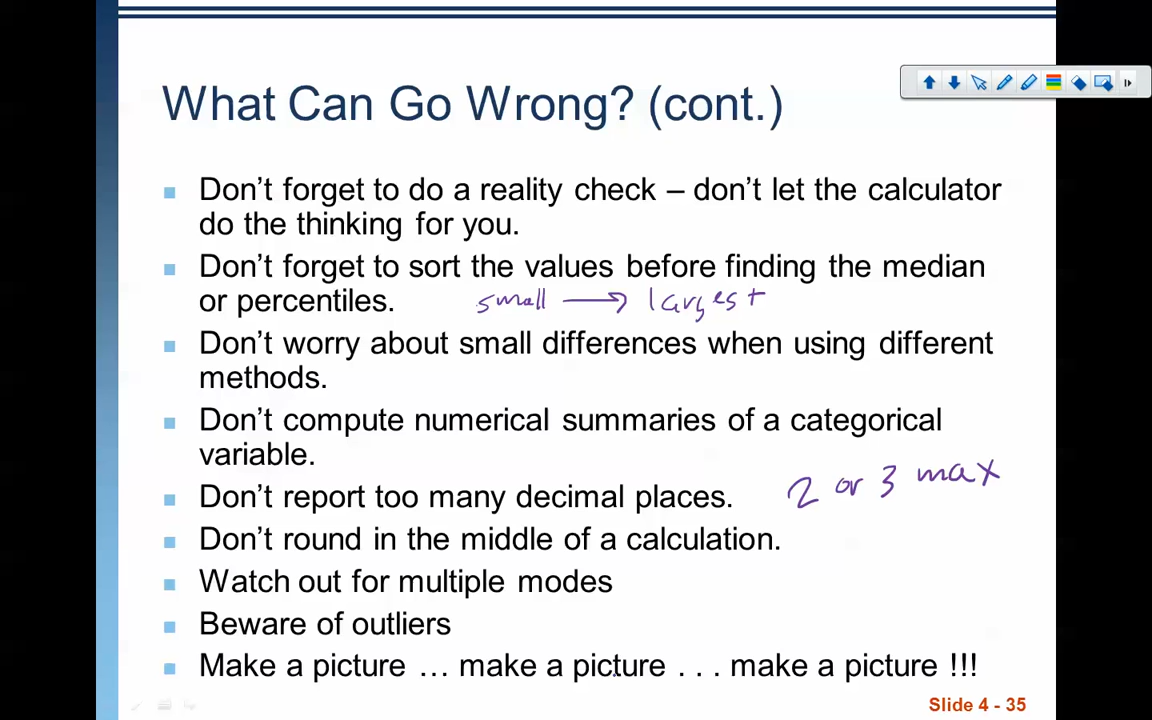 What Can Go Wrong? (cont.)
Don't forget to do a reality check – don't let the calculator
do the thinking for you.
Don't forget to sort the values before finding the median
or percentiles. small → largest
Don't worry about small differences when using different
methods.
Don't compute numerical summaries of a categorical
variable.
Don't report too many decimal places. 2 or 3 max
Don't round in the middle of a calculation.
Watch out for multiple modes
Beware of outliers
Make a picture … make a picture . . . make a picture !!!
Slide 4 - 35